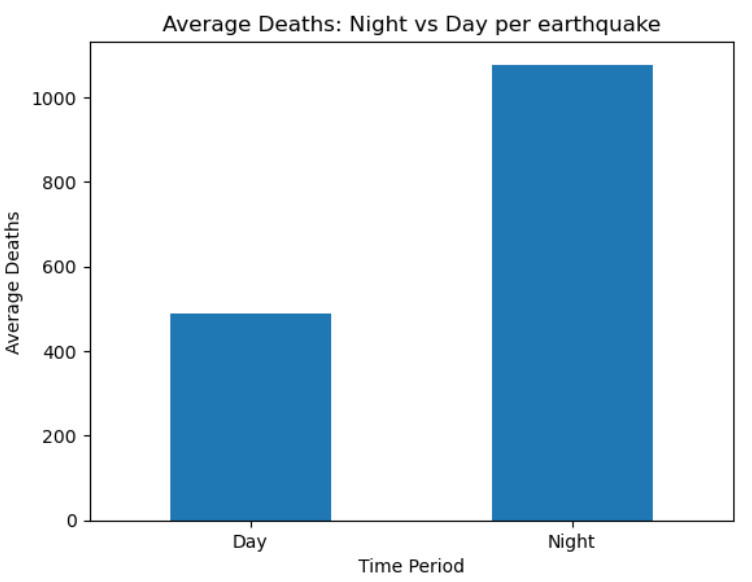 Average Deaths: Night vs Day per earthquake
1000
800
600
400
200
0
Average Deaths
Day
Night
Time Period